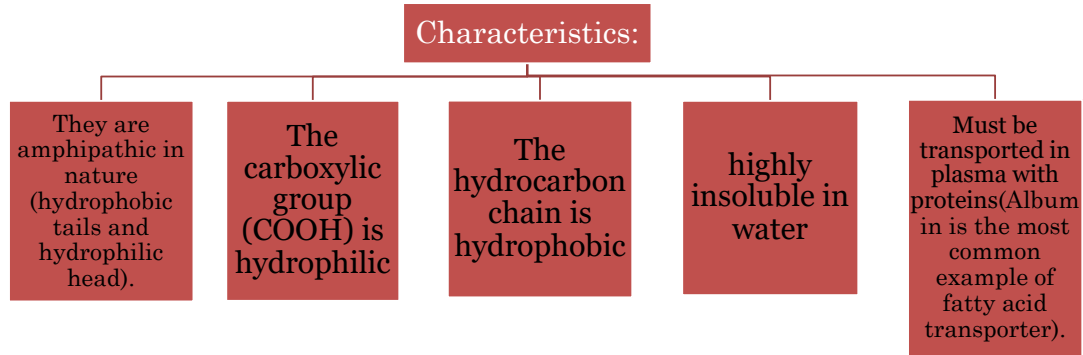 Characteristics:
They are
amphipathic in
nature
(hydrophobic
tails and
hydrophilic
head).
The
carboxylic
group
(COOH) is
hydrophilic
The
hydrocarbon
chain is
hydrophobic
highly
insoluble in
water
Must be
transported in
plasma with
proteins(Album
in is the most
common
example of
fatty acid
transporter).